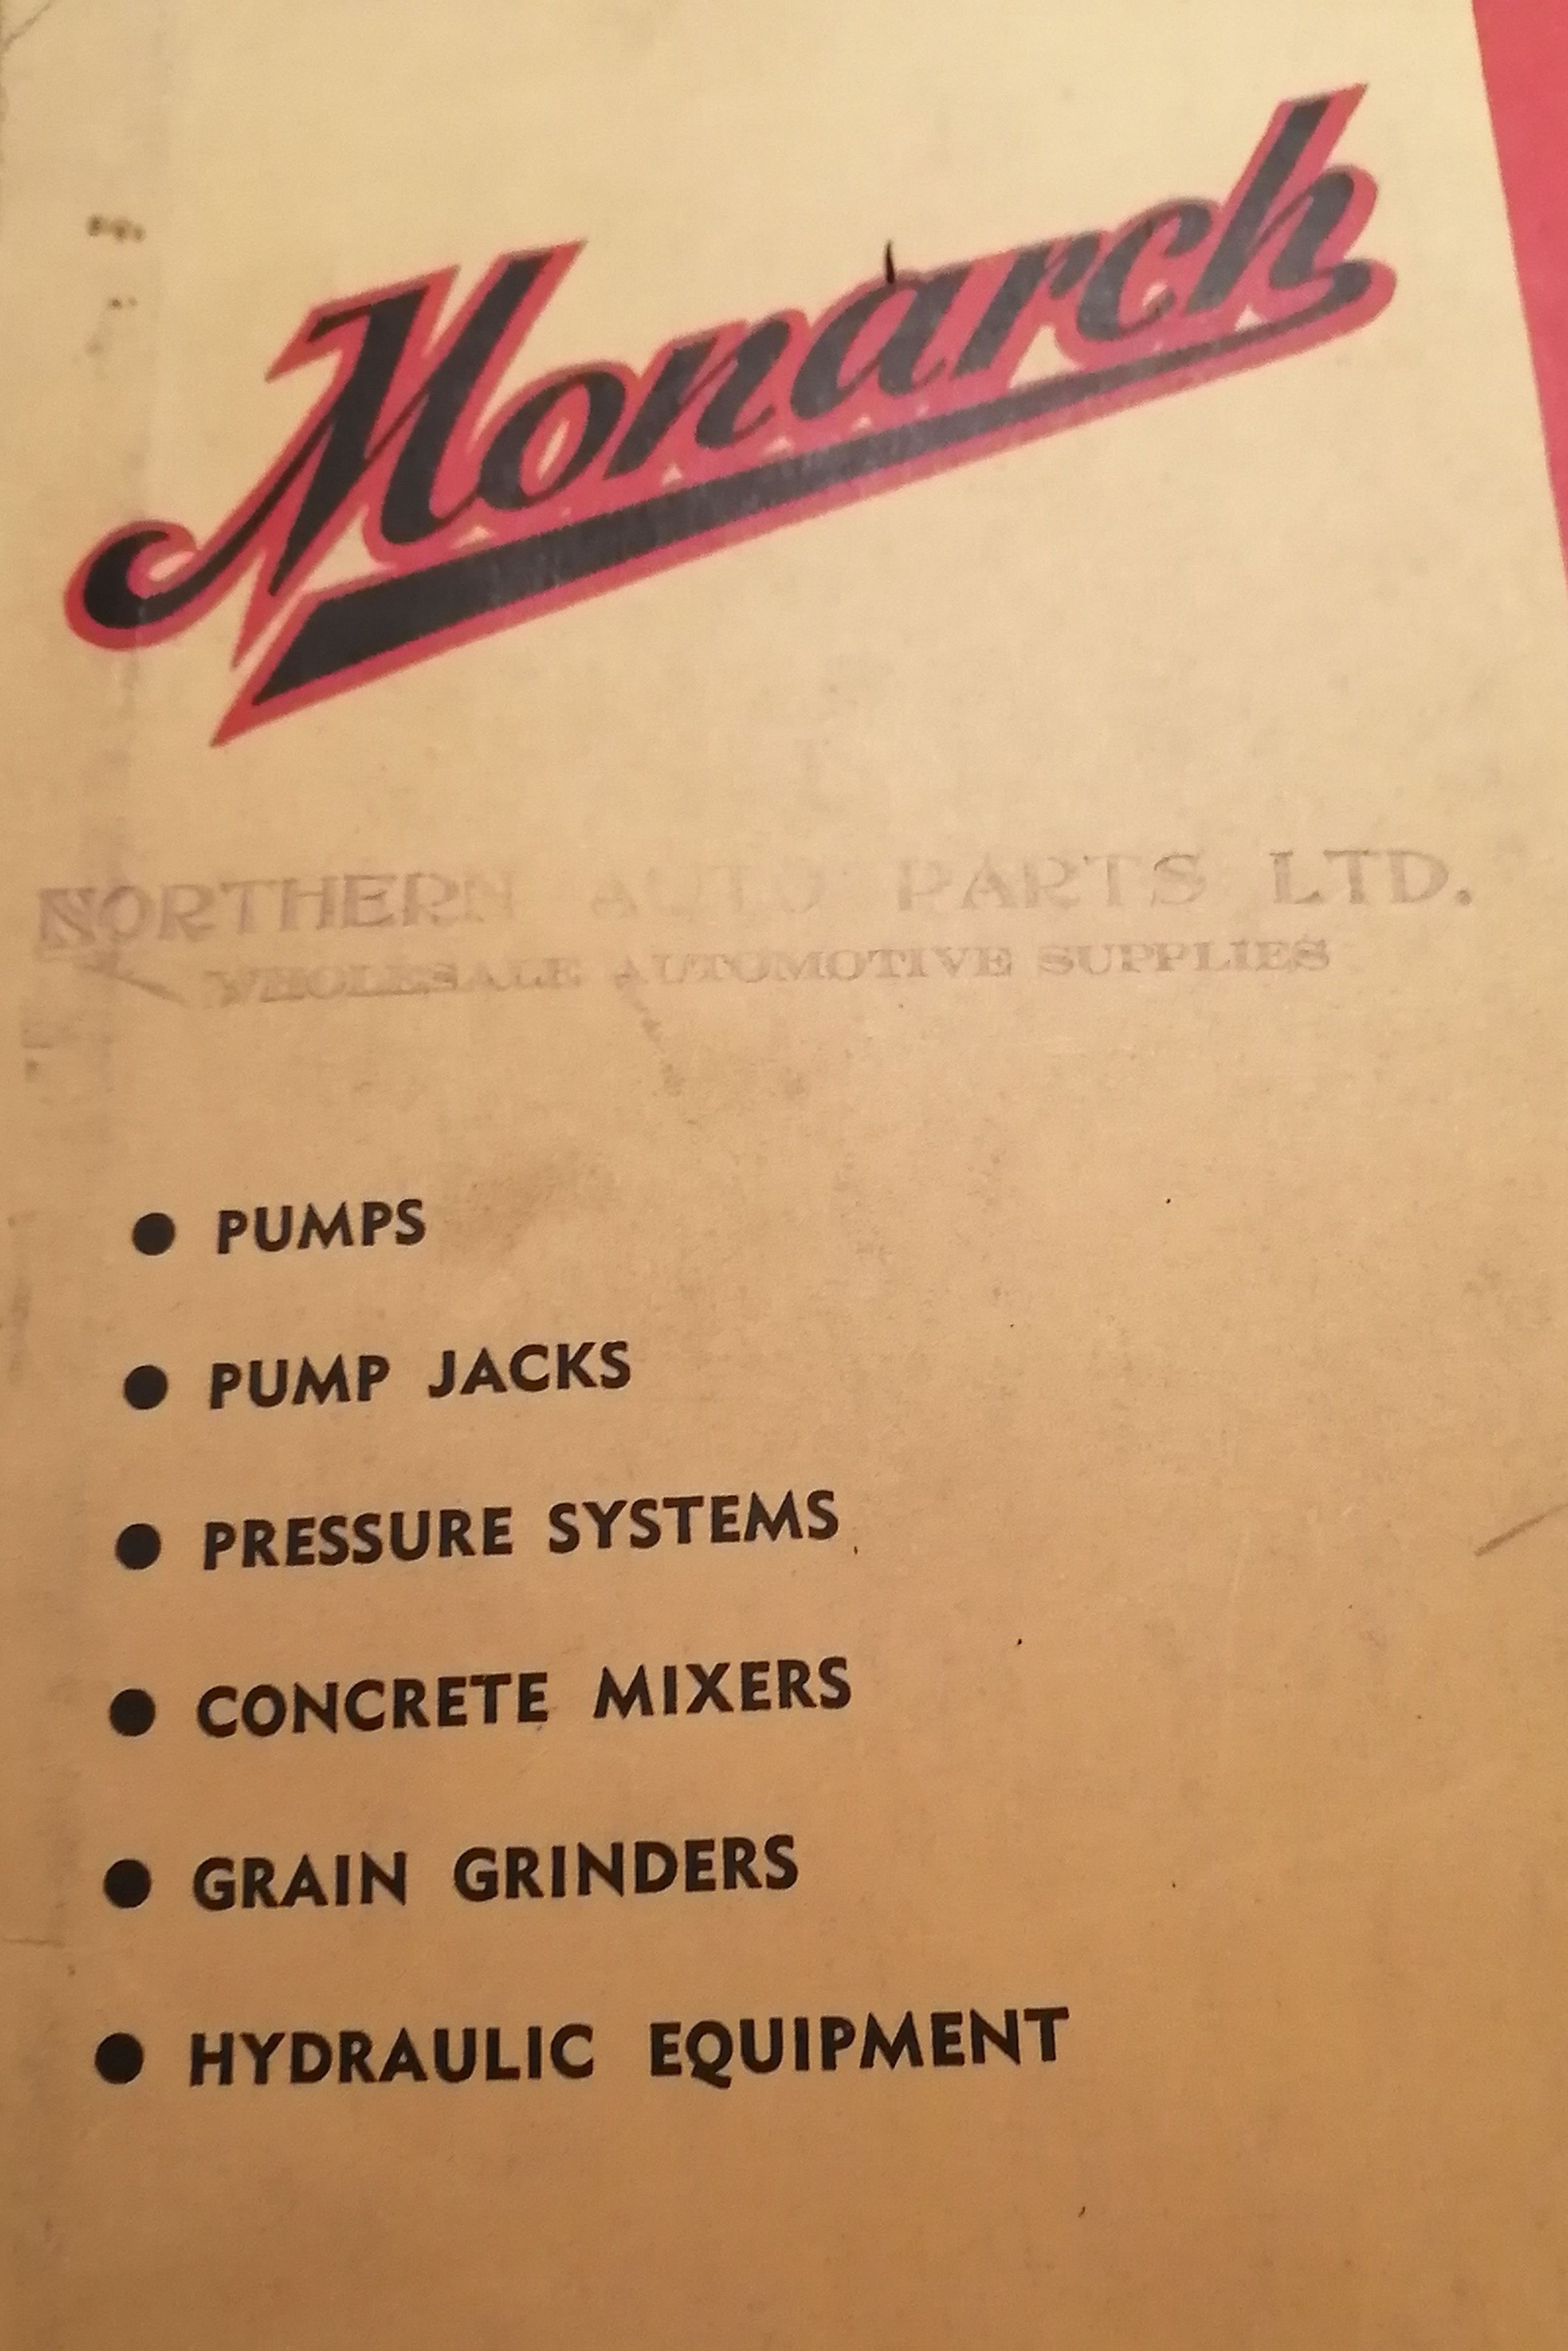 Monarch
NORTHERN AUTO PARTS LTD.
WHOLESALE AUTOMOTIVE SUPPLIES
● PUMPS
● PUMP JACKS
● PRESSURE SYSTEMS
● CONCRETE MIXERS
● GRAIN GRINDERS
● HYDRAULIC EQUIPMENT